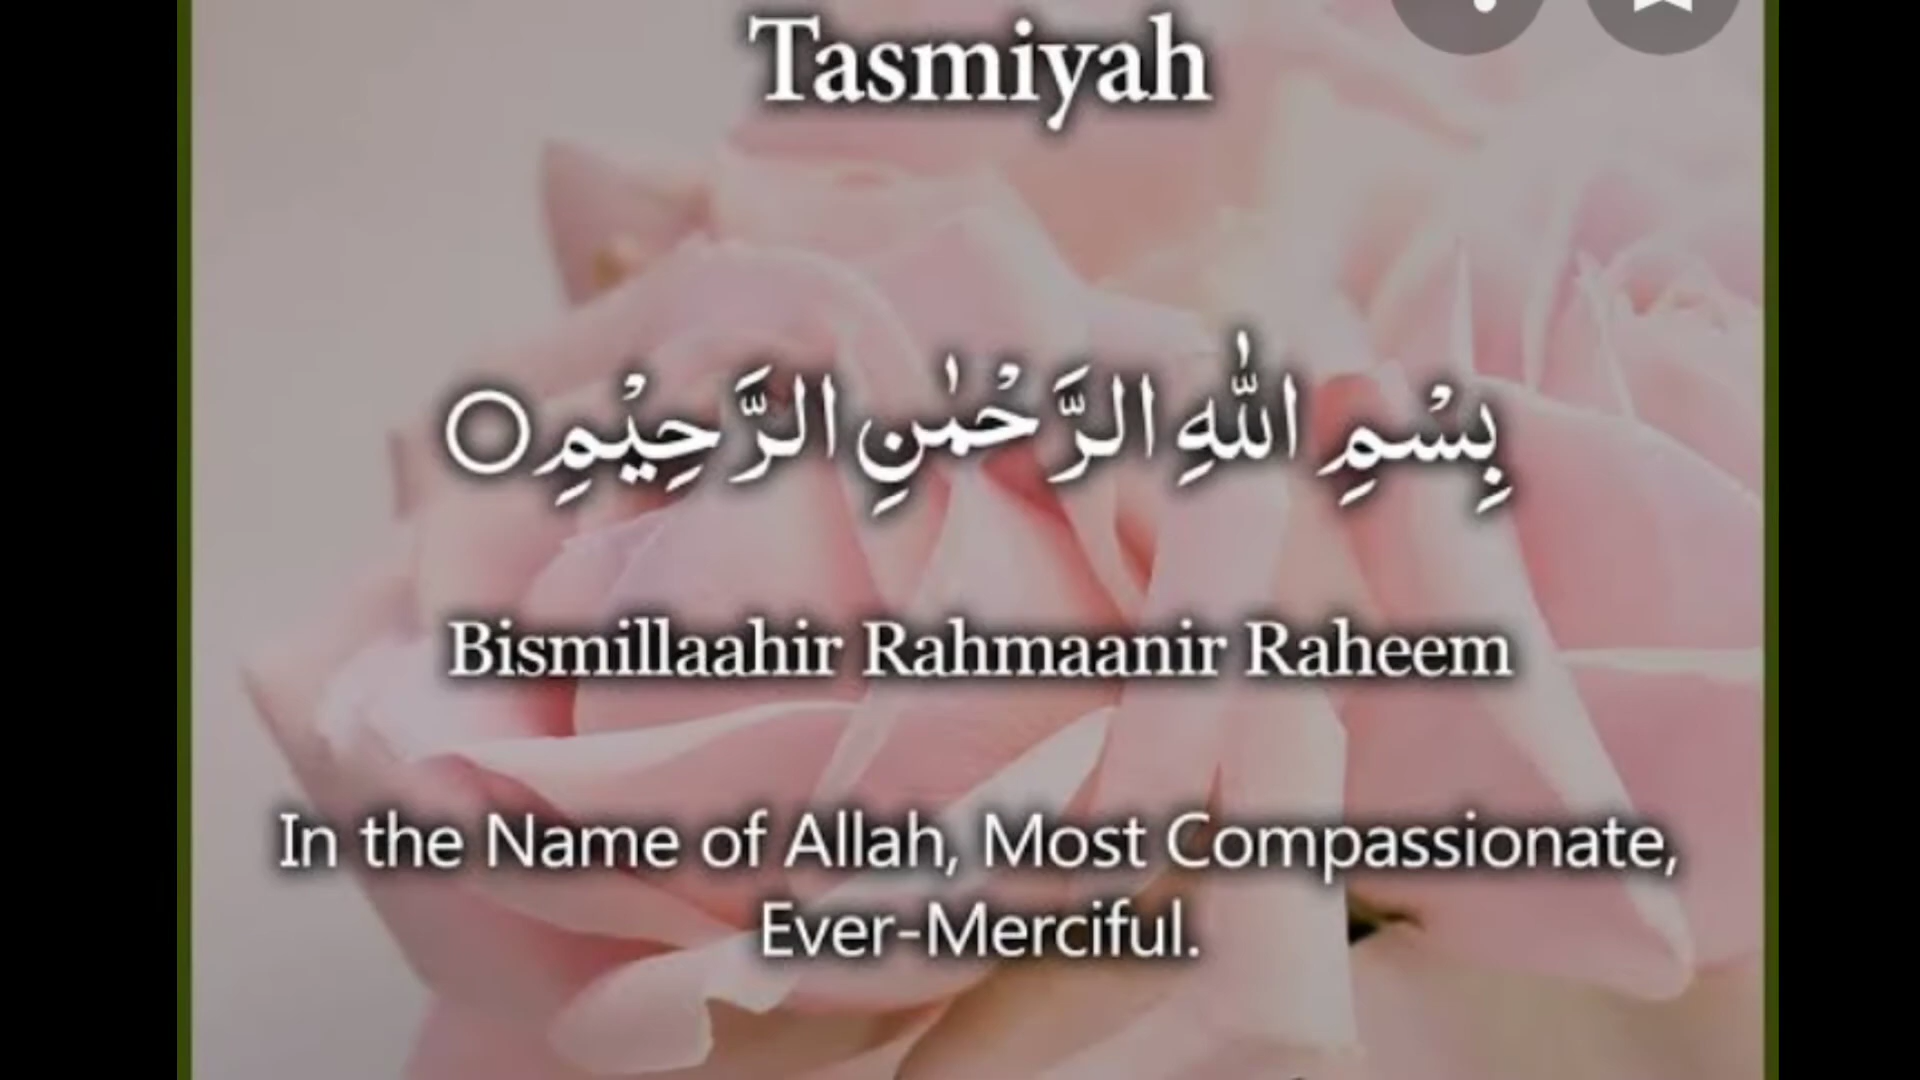 Tasmiyah
بِسْمِ اللّٰهِ الرَّحْمٰنِ الرَّحِيْمِ○
Bismillaahir Rahmaanir Raheem
In the Name of Allah, Most Compassionate,
Ever-Merciful.